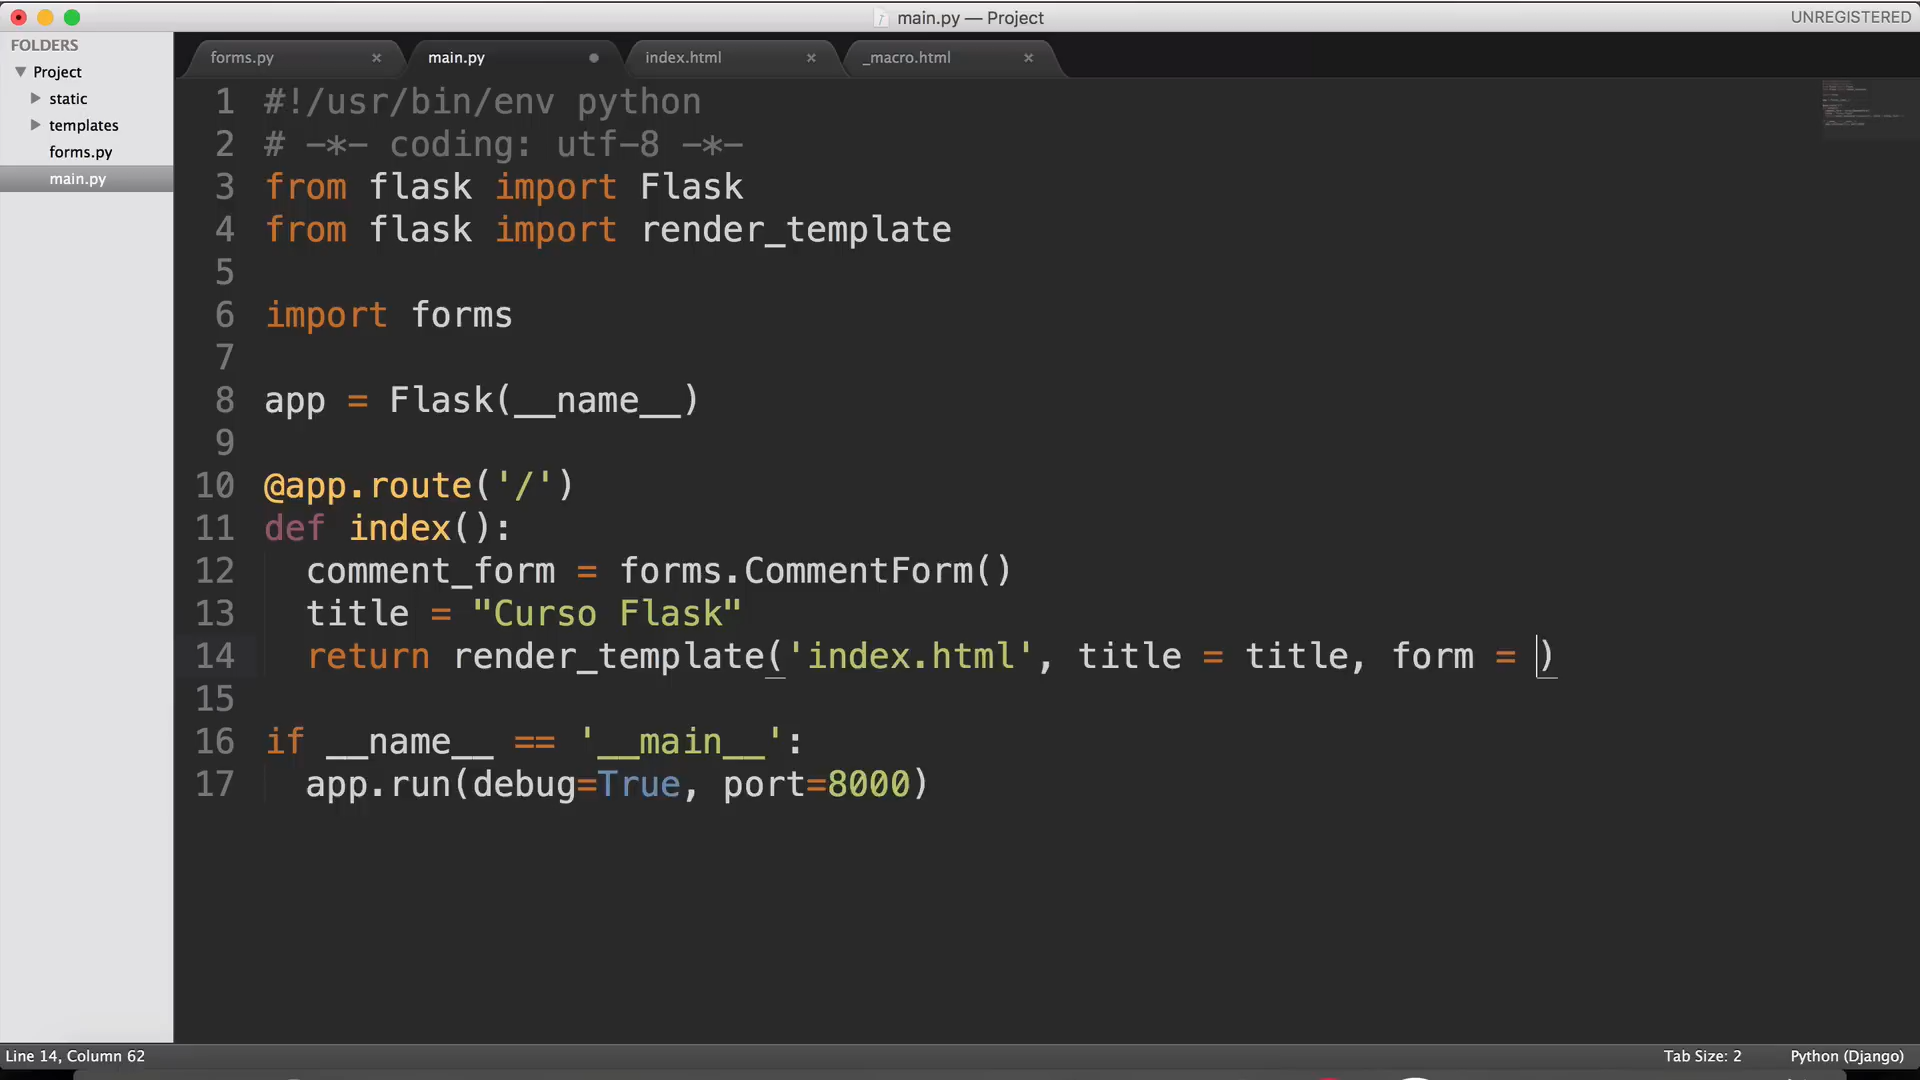 main.py — Project
UNREGISTERED
FOLDERS
Project
static
templates
forms.py
main.py
forms.py
main.py
index.html
_macro.html
1 #!/usr/bin/env python
2 # -*- coding: utf-8 -*-
3 from flask import Flask
4 from flask import render_template
5
6 import forms
7
8 app = Flask(__name__)
9
10 @app.route('/')
11 def index():
12 comment_form = forms.CommentForm()
13 title = "Curso Flask"
14 return render_template('index.html', title = title, form = )
15
16 if __name__ == '__main__':
17 app.run(debug=True, port=8000)
Line 14, Column 62
Tab Size: 2
Python (Django)